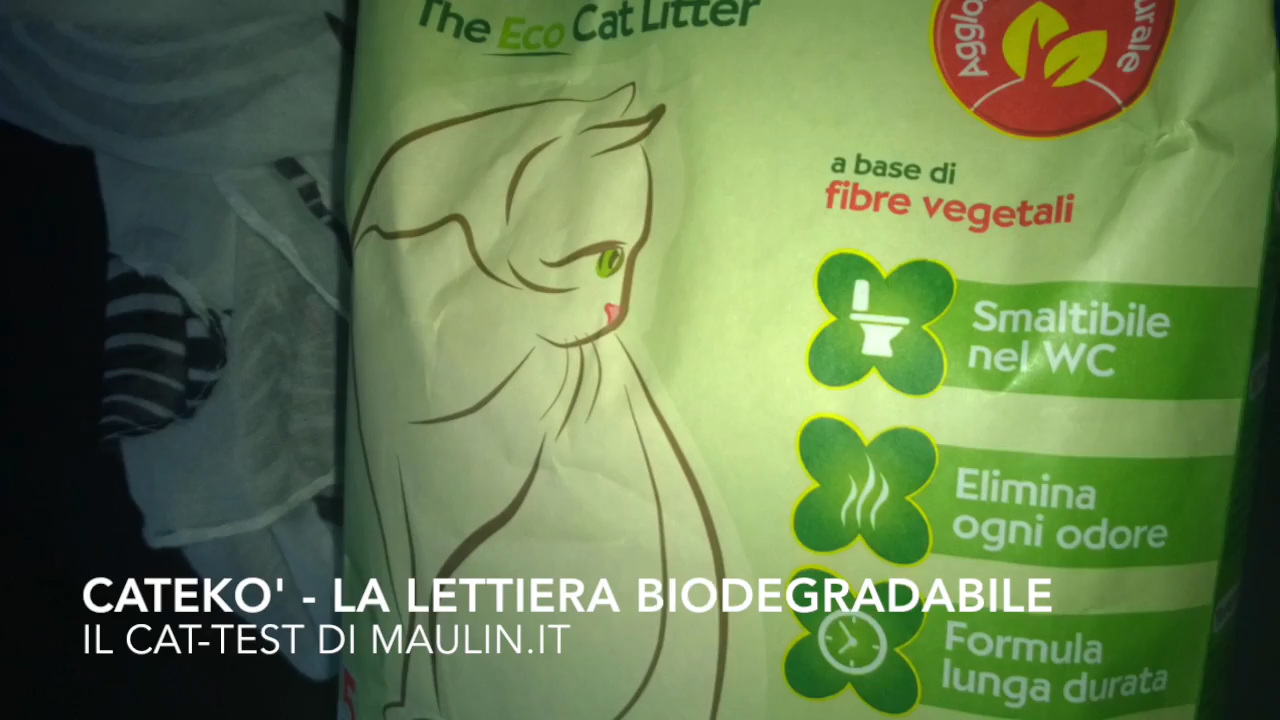 The Eco Cat Litter
a base di
fibre vegetali
Smaltibile
nel WC
Elimina
ogni odore
CATEKO' - LA LETTIERA BIODEGRADABILE
IL CAT-TEST DI MAULIN.IT
Formula
lunga durata